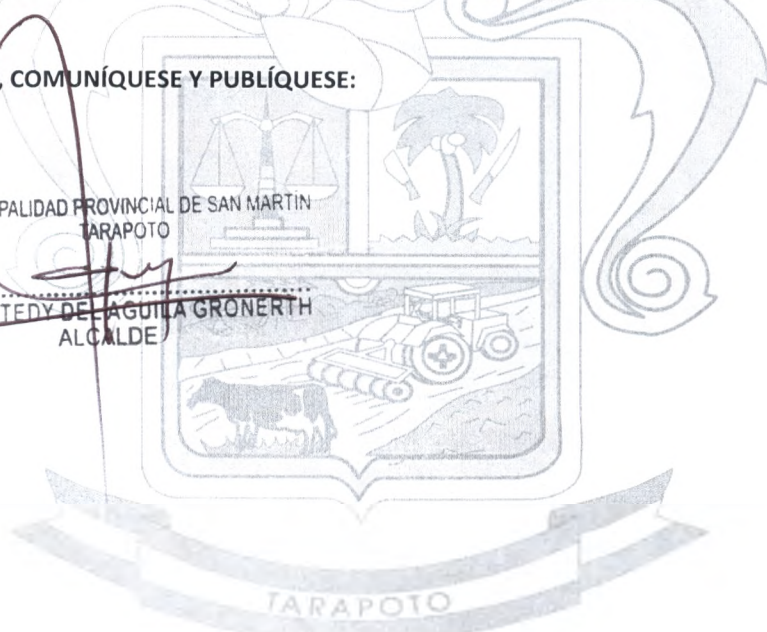 , COMUNÍQUESE Y PUBLÍQUESE:
PALIDAD PROVINCIAL DE SAN MARTIN
TARAPOTO
TEDY DEL AGUILA GRONERTH
ALCALDE
TARAPOTO